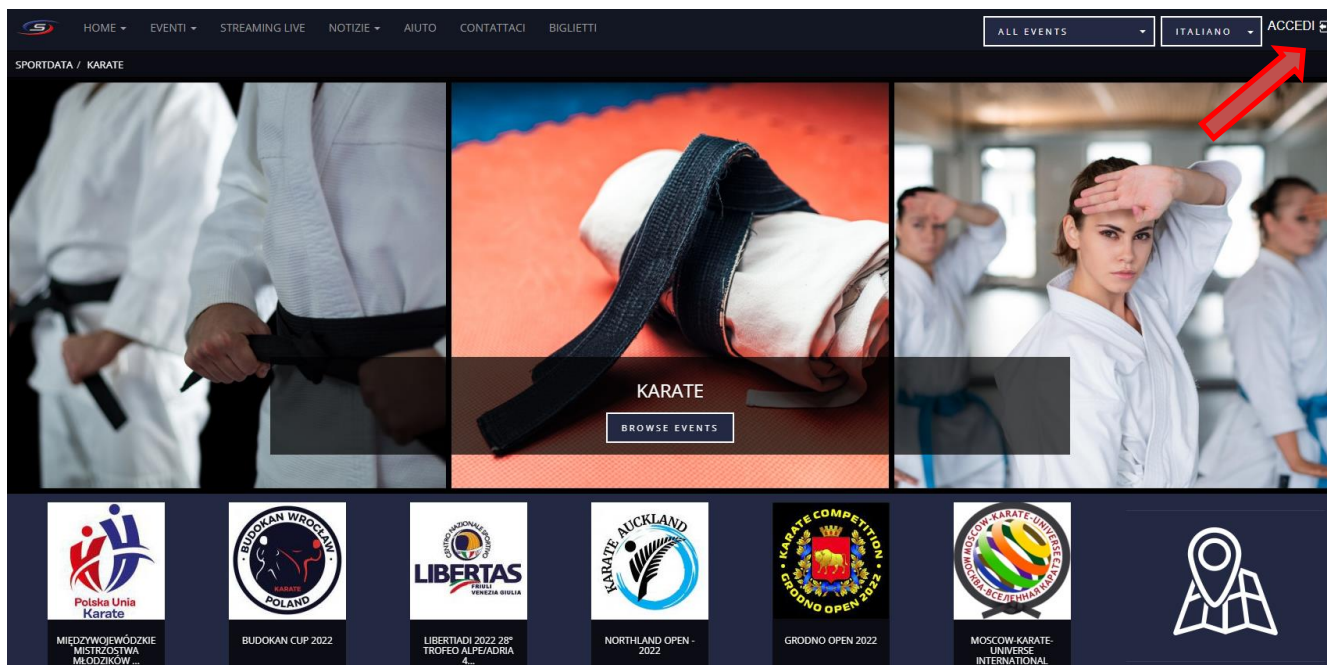 HOME EVENTI STREAMING LIVE NOTIZIE AIUTO CONTATTACI BIGLIETTI ALL EVENTS ITALIANO ACCEDI
SPORTDATA / KARATE
KARATE
BROWSE EVENTS
Polska Unia
Karate
MIĘDZYWOJEWÓDZKIE
MISTRZOSTWA
MŁODZIKÓW ...
BUDOKAN WROCŁAW
KARATE
POLAND
BUDOKAN CUP 2022
CENTRO NAZIONALE SPORTIVO
LIBERTAS
FRIULI
VENEZIA GIULIA
LIBERTIADI 2022 28°
TROFEO ALPE/ADRIA
4...
KARATE AUCKLAND
NORTHLAND OPEN -
2022
KARATE COMPETITION
GRODNO OPEN 2022
GRODNO OPEN 2022
MOSCOW-KARATE-UNIVERSE
МОСКВА-ВСЕЛЕННАЯ КАРАТЭ
MOSCOW-KARATE-
UNIVERSE
INTERNATIONAL